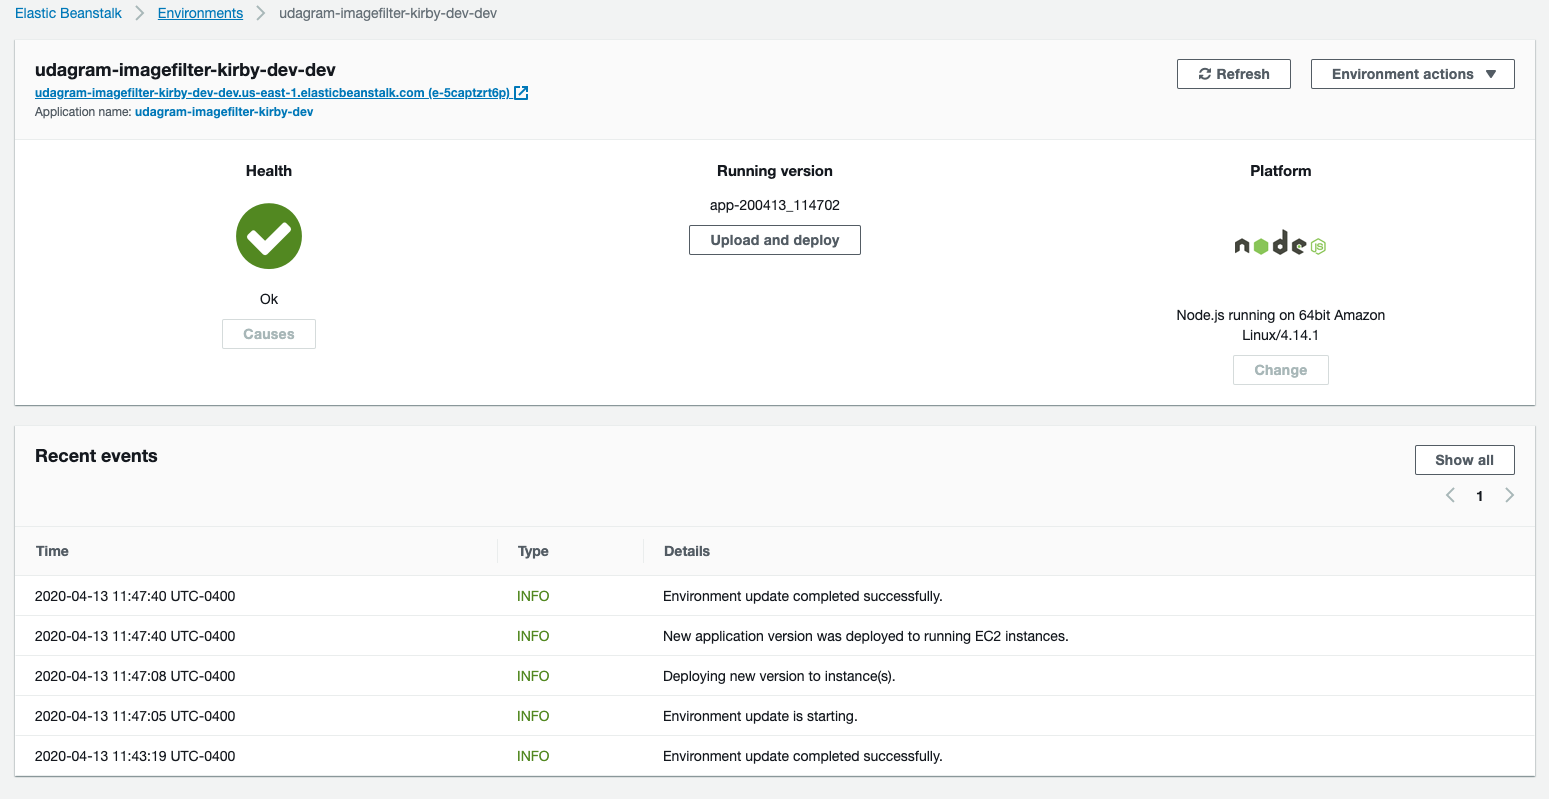 Elastic Beanstalk > Environments > udagram-imagefilter-kirby-dev-dev
udagram-imagefilter-kirby-dev-dev
Refresh
Environment actions
udagram-imagefilter-kirby-dev-dev.us-east-1.elasticbeanstalk.com (e-5captzrt6p)
Application name: udagram-imagefilter-kirby-dev
Health
Ok
Causes
Running version
app-200413_114702
Upload and deploy
Platform
node JS
Node.js running on 64bit Amazon
Linux/4.14.1
Change
Recent events
Show all
1
Time Type Details
2020-04-13 11:47:40 UTC-0400 INFO Environment update completed successfully.
2020-04-13 11:47:40 UTC-0400 INFO New application version was deployed to running EC2 instances.
2020-04-13 11:47:08 UTC-0400 INFO Deploying new version to instance(s).
2020-04-13 11:47:05 UTC-0400 INFO Environment update is starting.
2020-04-13 11:43:19 UTC-0400 INFO Environment update completed successfully.